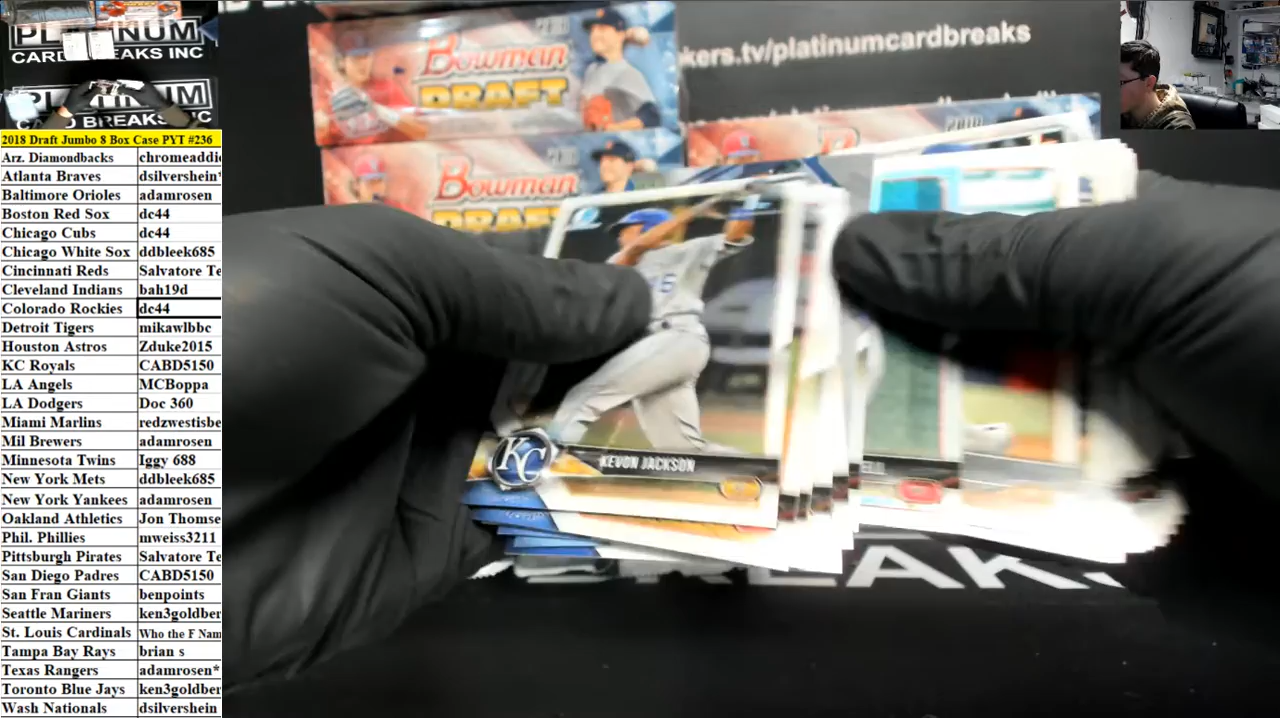 PLATINUM
CARD BREAKS INC
PLATINUM
CARD BREAKS INC
2018 Draft Jumbo 8 Box Case PYT #236
Arz. Diamondbacks chromeaddi
Atlanta Braves dsilvershein*
Baltimore Orioles adamrosen
Boston Red Sox dc44
Chicago Cubs dc44
Chicago White Sox ddbleek685
Cincinnati Reds Salvatore Te
Cleveland Indians bah19d
Colorado Rockies dc44
Detroit Tigers mikawlbbc
Houston Astros Zduke2015
KC Royals CABD5150
LA Angels MCBoppa
LA Dodgers Doc 360
Miami Marlins redzwestisbe
Mil Brewers adamrosen
Minnesota Twins Iggy 688
New York Mets ddbleek685
New York Yankees adamrosen
Oakland Athletics Jon Thomse
Phil. Phillies mweiss3211
Pittsburgh Pirates Salvatore Te
San Diego Padres CABD5150
San Fran Giants benpoints
Seattle Mariners ken3goldber
St. Louis Cardinals Who the F Nam
Tampa Bay Rays brian s
Texas Rangers adamrosen*
Toronto Blue Jays ken3goldber
Wash Nationals dsilvershein
kers.tv/platinumcardbreaks
Bowman
DRAFT
2018
Bowman
DRAFT
KC
KEVON JACKSON
BREAKS